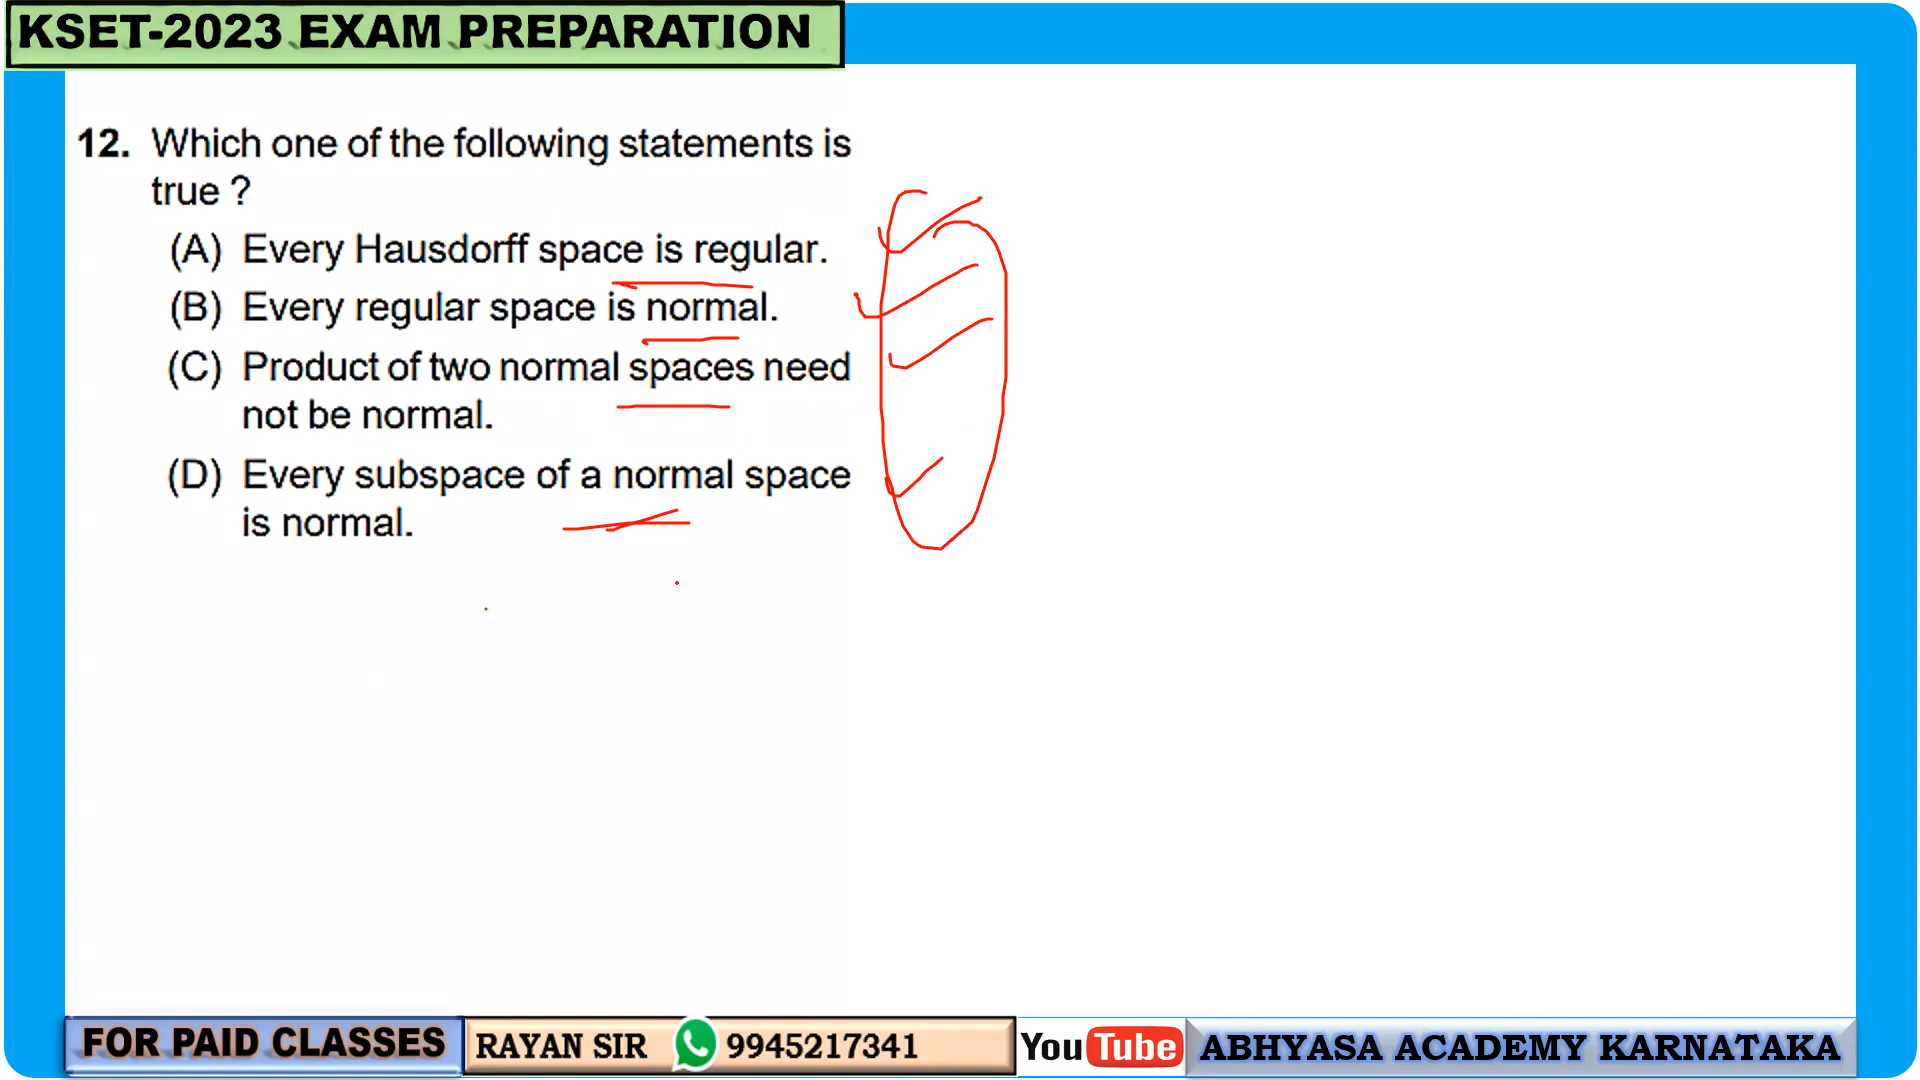 KSET-2023 EXAM PREPARATION
12. Which one of the following statements is
true ?
(A) Every Hausdorff space is regular.
(B) Every regular space is normal.
(C) Product of two normal spaces need
not be normal.
(D) Every subspace of a normal space
is normal.
FOR PAID CLASSES RAYAN SIR 9945217341 YouTube ABHYASA ACADEMY KARNATAKA